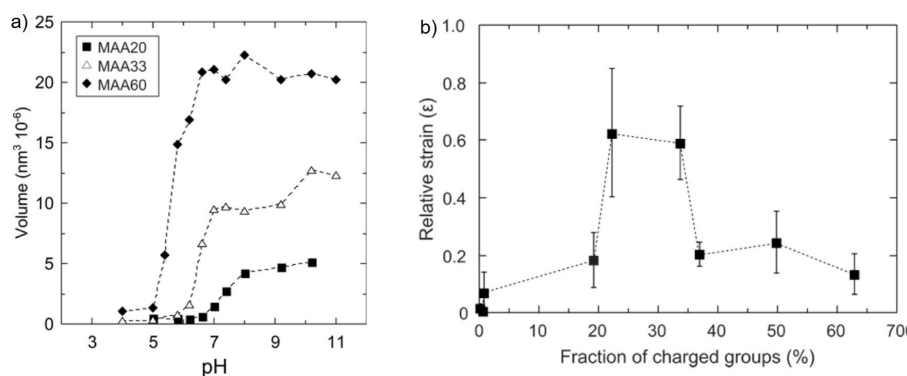 a)
25
20
15
10
5
0
Volume (nm³ 10⁻⁶)
MAA20
MAA33
MAA60
3
5
7
9
11
pH
b)
1.0
0.8
0.6
0.4
0.2
0.0
Relative strain (ε)
0
10
20
30
40
50
60
700
Fraction of charged groups (%)